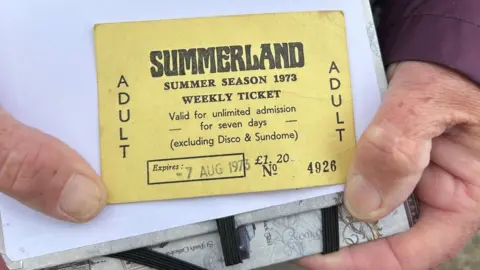 SUMMERLAND
SUMMER SEASON 1973
WEEKLY TICKET
ADULT
ADULT
Valid for unlimited admission
— for seven days —
(excluding Disco & Sundome)
Expires: 7 AUG 1973 £1.20
No 4926